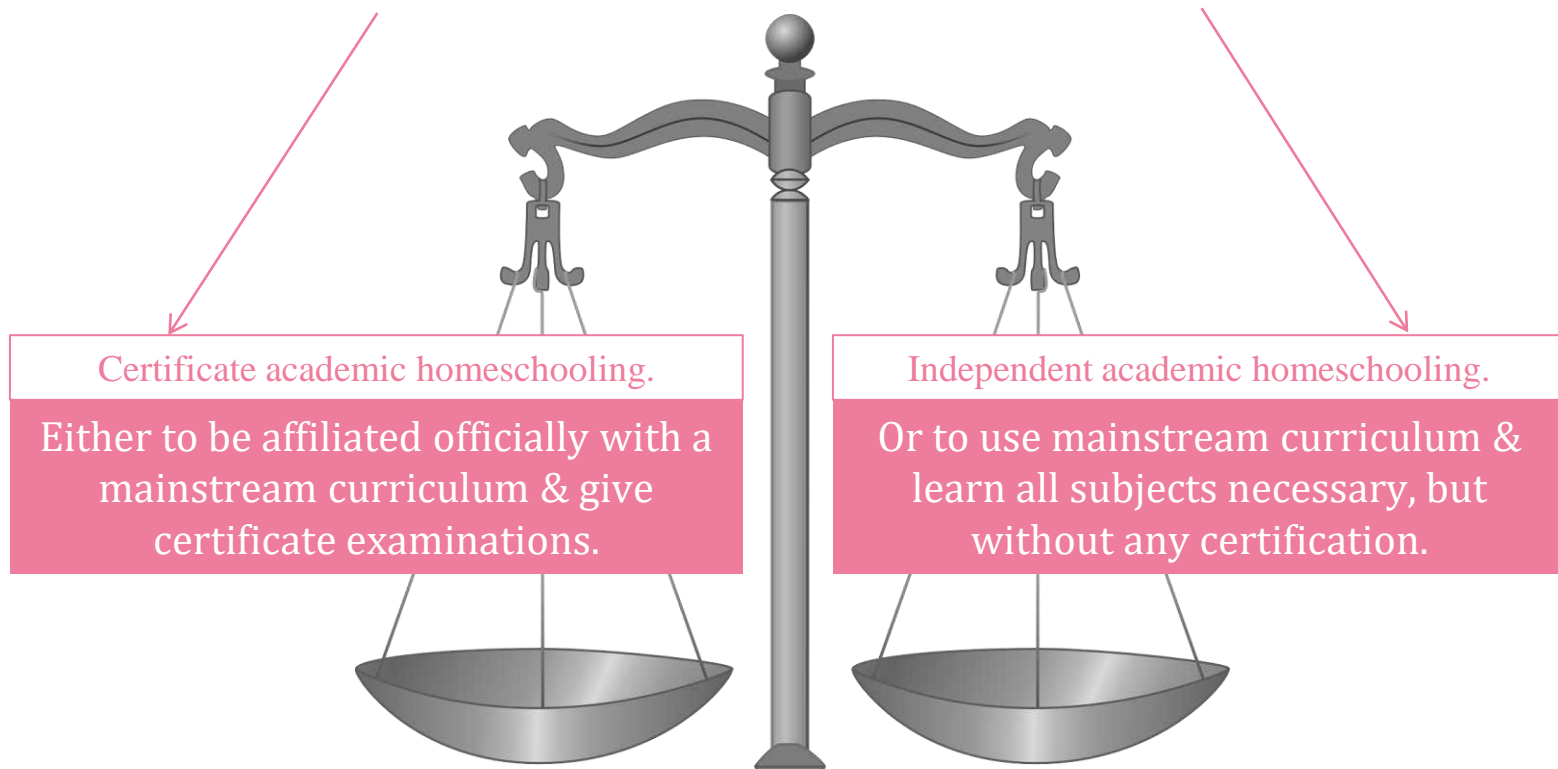 Certificate academic homeschooling.
Either to be affiliated officially with a
mainstream curriculum & give
certificate examinations.
Independent academic homeschooling.
Or to use mainstream curriculum &
learn all subjects necessary, but
without any certification.